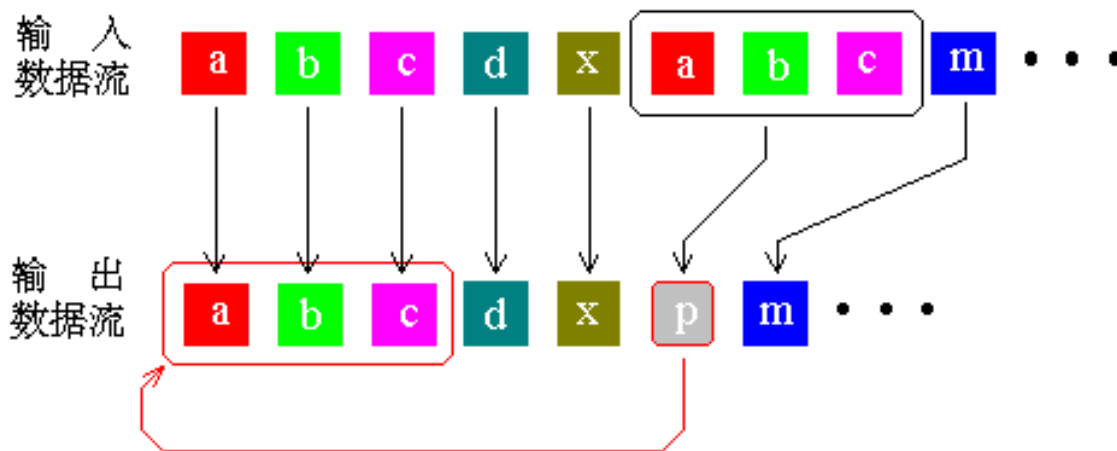 输 入
数据流
a b c d x a b c m • • •
输 出
数据流
a b c d x p m • • •